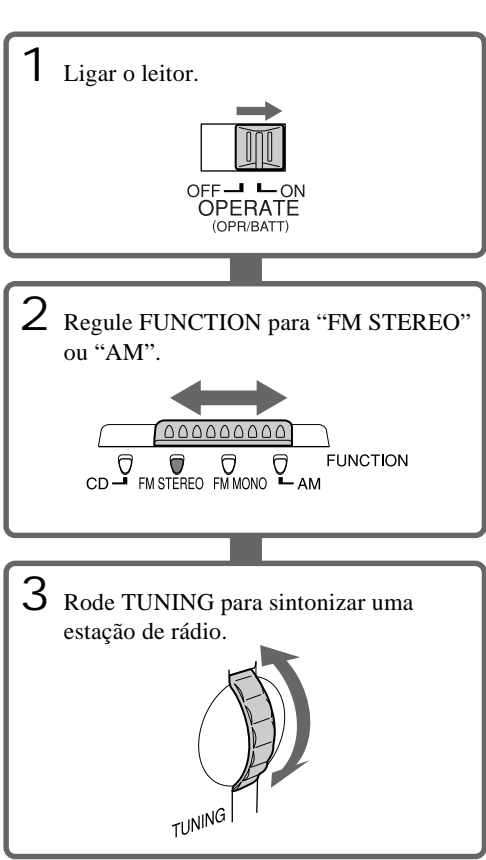 1 Ligar o leitor.
OFF ON
OPERATE
(OPR/BATT)
2 Regule FUNCTION para “FM STEREO”
ou “AM”.
FUNCTION
CD FM STEREO FM MONO AM
3 Rode TUNING para sintonizar uma
estação de rádio.
TUNING